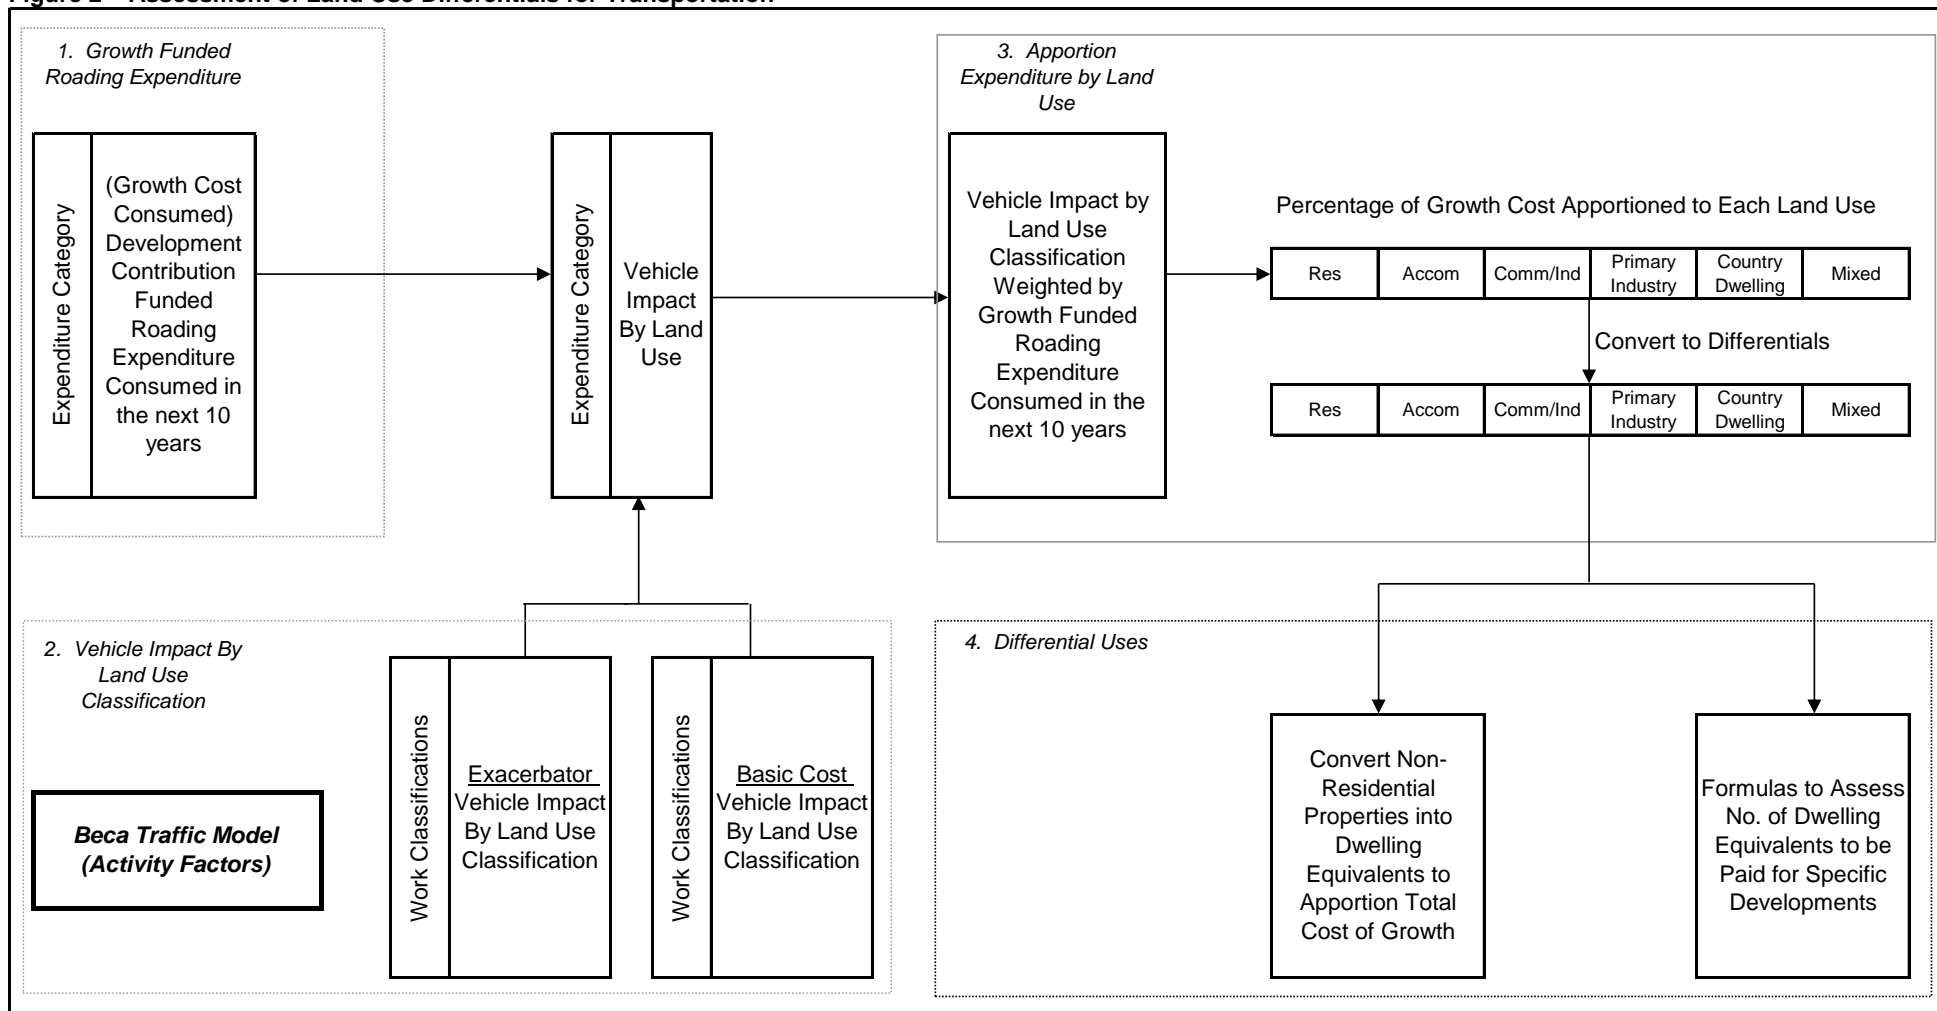 Figure 2 – Assessment of Land Use Differentials for Transportation
1. Growth Funded
Roading Expenditure
Expenditure Category
(Growth Cost
Consumed)
Development
Contribution
Funded
Roading
Expenditure
Consumed in
the next 10
years
Expenditure Category
Vehicle
Impact
By Land
Use
3. Apportion
Expenditure by Land
Use
Vehicle Impact by
Land Use
Classification
Weighted by
Growth Funded
Roading
Expenditure
Consumed in the
next 10 years
Percentage of Growth Cost Apportioned to Each Land Use
Res
Accom
Comm/Ind
Primary
Industry
Country
Dwelling
Mixed
Convert to Differentials
Res
Accom
Comm/Ind
Primary
Industry
Country
Dwelling
Mixed
2. Vehicle Impact By
Land Use
Classification
Beca Traffic Model
(Activity Factors)
Work Classifications
Exacerbator
Vehicle Impact
By Land Use
Classification
Work Classifications
Basic Cost
Vehicle Impact
By Land Use
Classification
4. Differential Uses
Convert Non-
Residential
Properties into
Dwelling
Equivalents to
Apportion Total
Cost of Growth
Formulas to Assess
No. of Dwelling
Equivalents to be
Paid for Specific
Developments